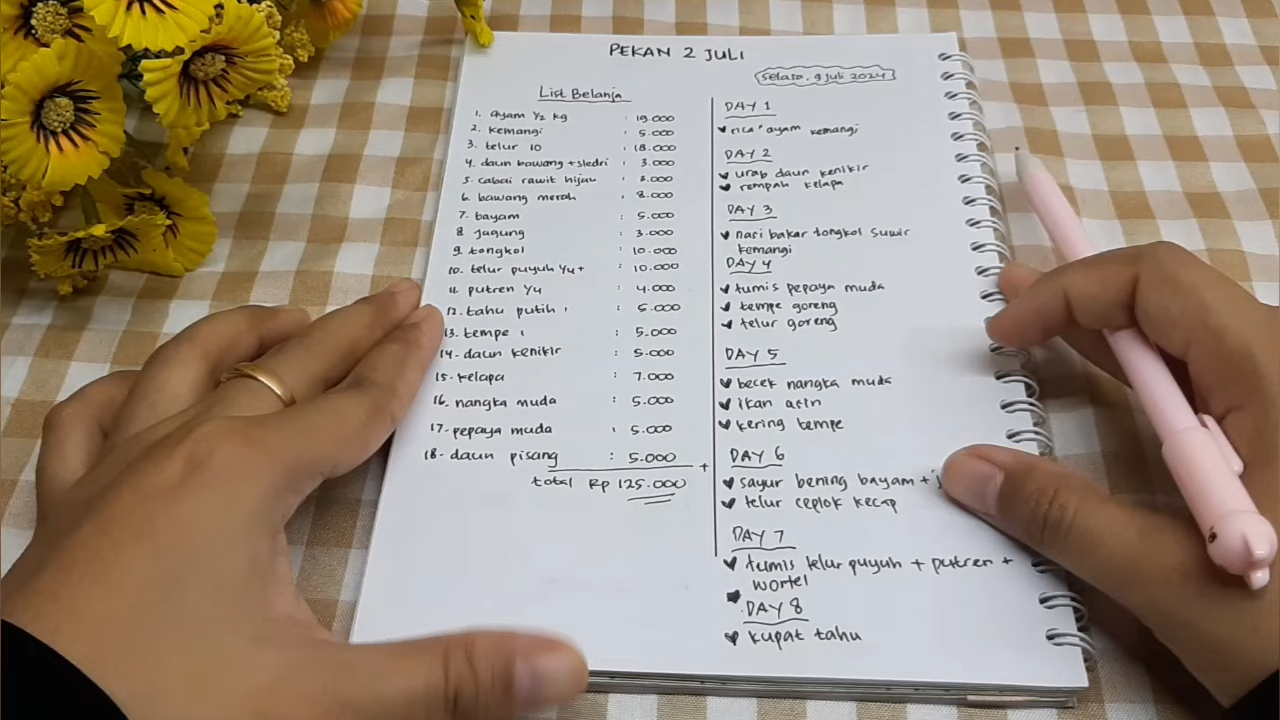 PEKAN 2 JULI
Selasa, 9 Juli 2024
List Belanja
1. ayam 1/2 kg : 19.000
2. kemangi : 5.000
3. telur 10 : 18.000
4. daun bawang + sledri : 3.000
5. cabai rawit hijau : 3.000
6. bawang merah : 8.000
7. bayam : 5.000
8 jagung : 3.000
9. tongkol : 10.000
10. telur puyuh 1/4 + : 10.000
11. putren 1/4 : 4.000
12. tahu putih 1 : 5.000
13. tempe 1 : 5.000
14. daun kenikir : 5.000
15. kelapa : 7.000
16. nangka muda : 5.000
17. pepaya muda : 5.000
18. daun pisang : 5.000
+
total Rp 125.000
DAY 1
rica" ayam kemangi
DAY 2
urab daun kenikir
rempah kelapa
DAY 3
nasi bakar tongkol suwir
kemangi
DAY 4
tumis pepaya muda
tempe goreng
telur goreng
DAY 5
becek nangka muda
ikan asin
kering tempe
DAY 6
sayur bening bayam +
telur ceplok kecap
DAY 7
tumis telur puyuh + putren +
wortel
DAY 8
kupat tahu